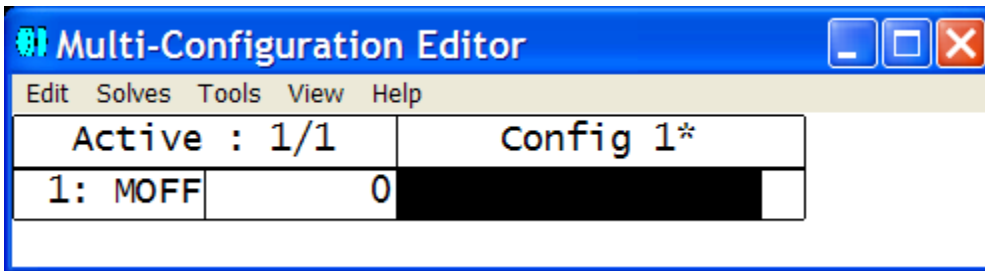 Multi-Configuration Editor
Edit Solves Tools View Help
Active : 1/1 Config 1*
1: MOFF 0